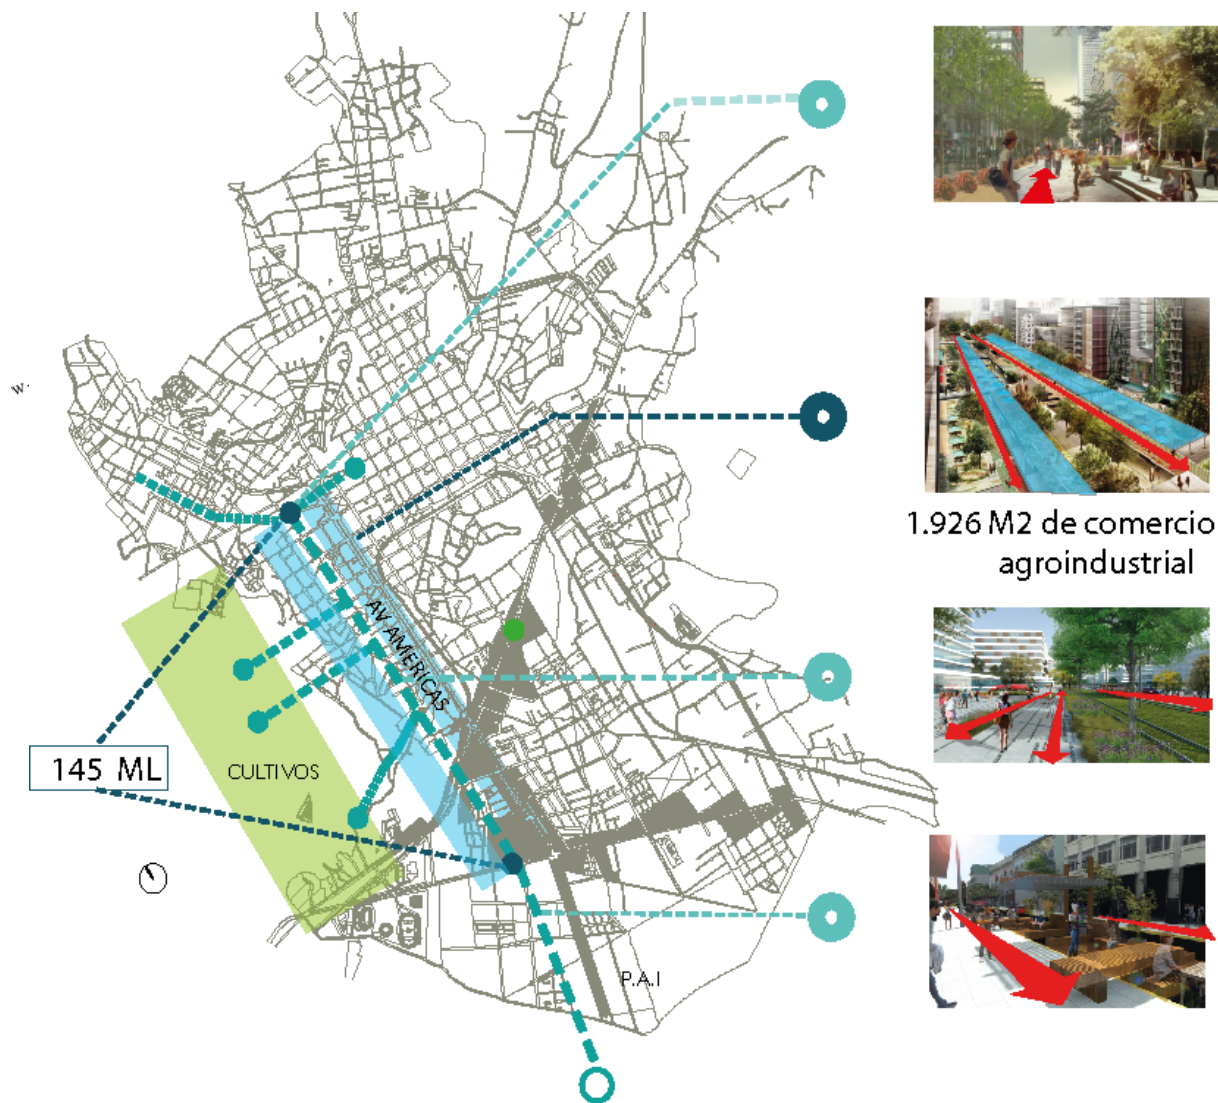 W.
1.926 M2 de comercio
agroindustrial
AV AMERICAS
145 ML
CULTIVOS
P.A.I